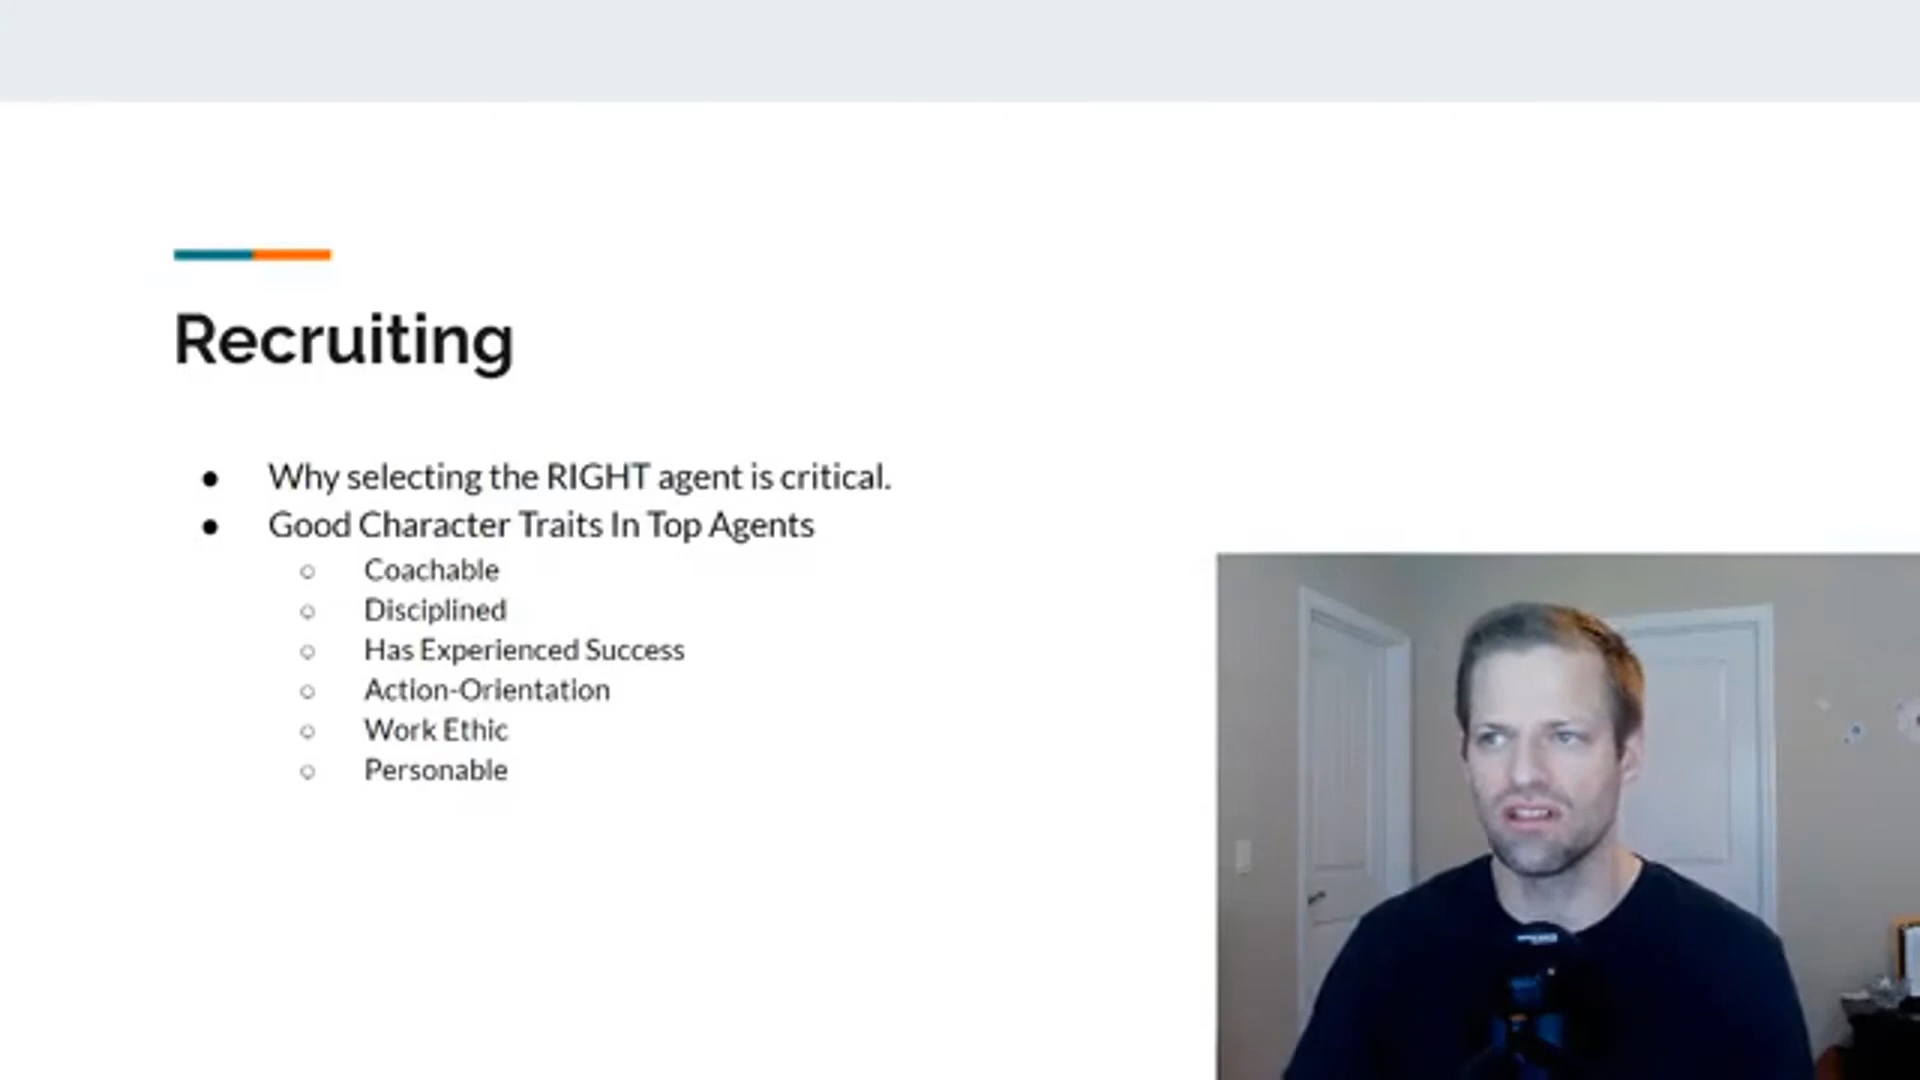 Recruiting
● Why selecting the RIGHT agent is critical.
● Good Character Traits In Top Agents
○ Coachable
○ Disciplined
○ Has Experienced Success
○ Action-Orientation
○ Work Ethic
○ Personable